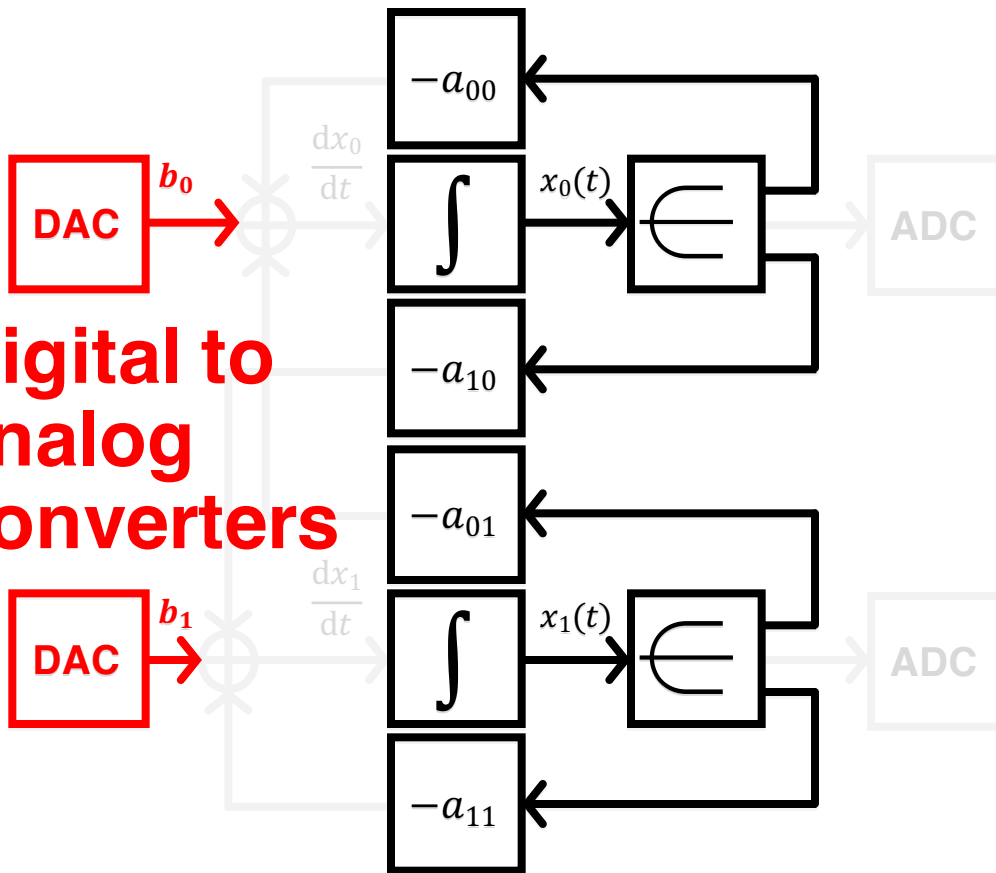 −a₀₀
dx₀
dt
b₀
x₀(t)
DAC
∫
ADC
igital to
−a₁₀
nalog
−a₀₁
onverters
dx₁
dt
b₁
x₁(t)
DAC
∫
ADC
−a₁₁